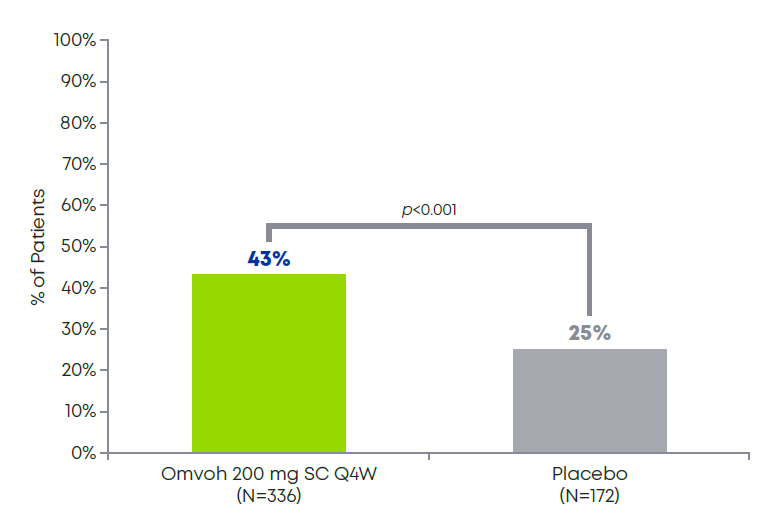 100%
90%
80%
70%
60%
50%
40%
30%
20%
10%
0%
% of Patients
p<0.001
43%
25%
Omvoh 200 mg SC Q4W
(N=336)
Placebo
(N=172)